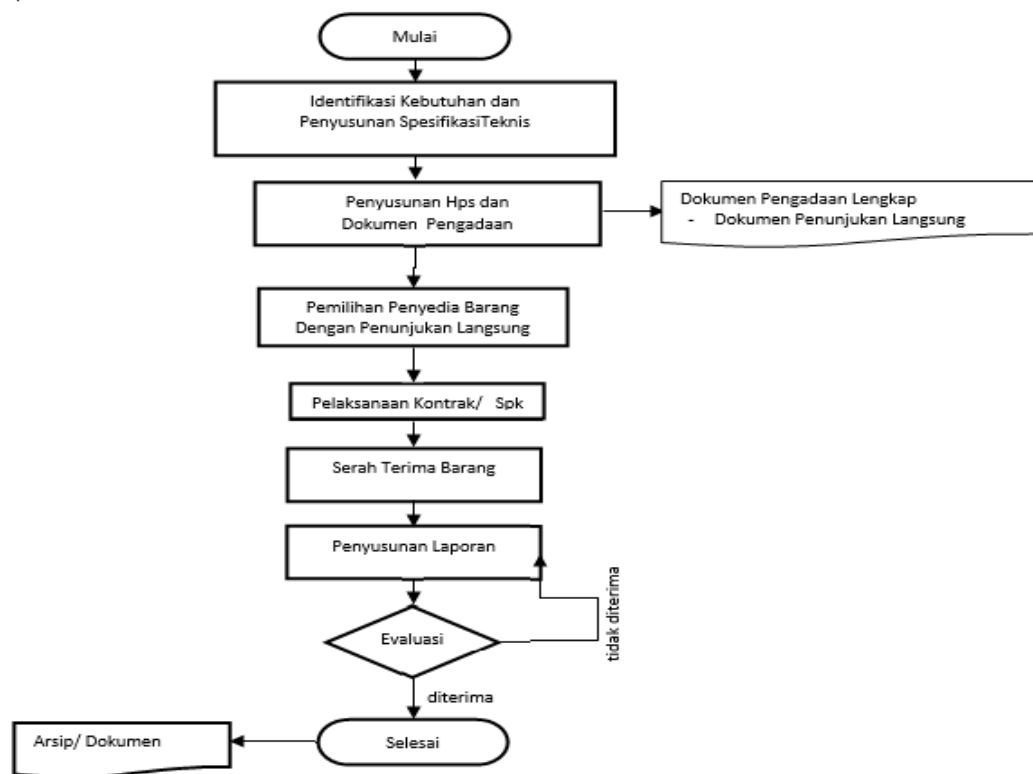 Mulai
Identifikasi Kebutuhan dan
Penyusunan SpesifikasiTeknis
Penyusunan Hps dan
Dokumen Pengadaan
Dokumen Pengadaan Lengkap
- Dokumen Penunjukan Langsung
Pemilihan Penyedia Barang
Dengan Penunjukan Langsung
Pelaksanaan Kontrak/ Spk
Serah Terima Barang
Penyusunan Laporan
tidak diterima
Evaluasi
diterima
Arsip/ Dokumen
Selesai